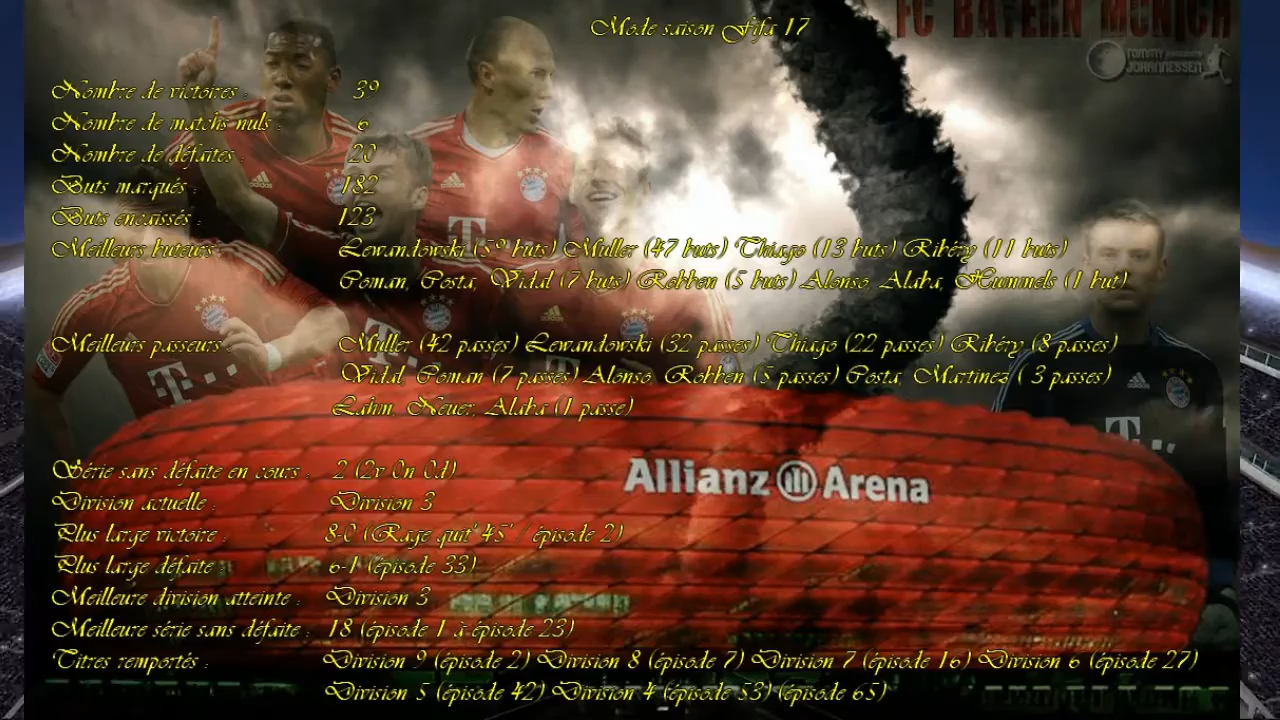 Mode saison Fifa 17
FC BAYERN MUNICH
TOMMY
JOHANNESSEN
Nombre de victoires : 39
Nombre de matchs nuls : 6
Nombre de défaites : 20
Buts marqués : 182
Buts encaissés : 123
Meilleurs buteurs : Lewandowski (59 buts) Muller (47 buts) Thiago (13 buts) Ribéry (11 buts)
Coman, Costa, Vidal (7 buts) Robben (5 buts) Alonso, Alaba, Hummels (1 but)
Meilleurs passeurs : Muller (42 passes) Lewandowski (32 passes) Thiago (22 passes) Ribéry (8 passes)
Vidal, Coman (7 passes) Alonso, Robben (5 passes) Costa, Martinez ( 3 passes)
Lahm, Neuer, Alaba (1 passe)
Allianz Arena
Série sans défaite en cours : 2 (2v 0n 0d)
Division actuelle : Division 3
Plus large victoire : 8-0 (Rage quit 45' / épisode 2)
Plus large défaite : 6-1 (épisode 33)
Meilleure division atteinte : Division 3
Meilleure série sans défaite : 18 (épisode 1 à épisode 23)
Titres remportés : Division 9 (épisode 2) Division 8 (épisode 7) Division 7 (épisode 16) Division 6 (épisode 27)
Division 5 (épisode 42) Division 4 (épisode 53) (épisode 65)